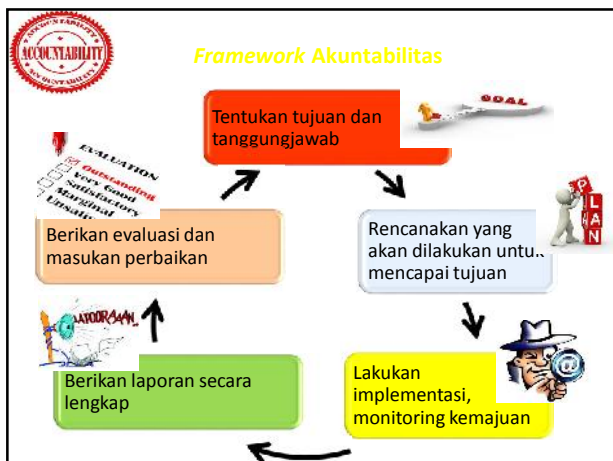 ACCOUNTABILITY
ACCOUNTABILITY
Framework Akuntabilitas
Tentukan tujuan dan
tanggungjawab
GOAL
Rencanakan yang
akan dilakukan untuk
mencapai tujuan
PLAN
Lakukan
implementasi,
monitoring kemajuan
@
Berikan laporan secara
lengkap
Berikan evaluasi dan
masukan perbaikan
EVALUATION
Outstanding
Very Good
Satisfactory
Marginal